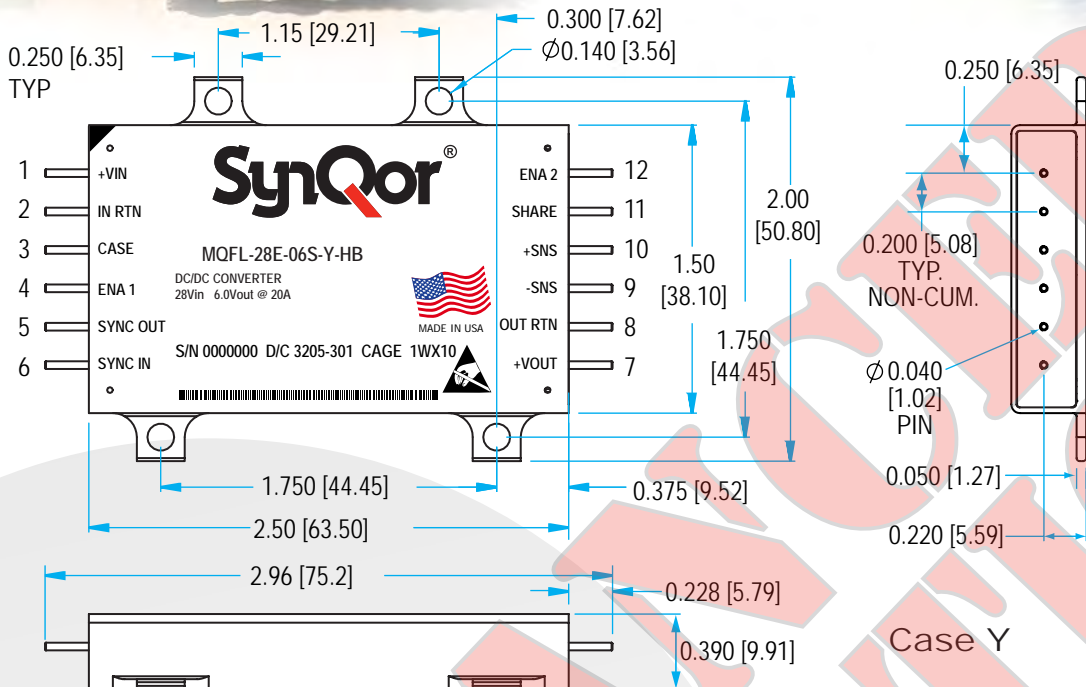 1.15 [29.21]
0.300 [7.62]
Ø0.140 [3.56]
0.250 [6.35]
TYP
0.250 [6.35]
SynQor®
1
+VIN
2
IN RTN
3
CASE
4
ENA 1
5
SYNC OUT
6
SYNC IN
MQFL-28E-06S-Y-HB
DC/DC CONVERTER
28Vin 6.0Vout @ 20A
MADE IN USA
S/N 0000000 D/C 3205-301 CAGE 1WX10
ENA 2
12
SHARE
11
+SNS
10
-SNS
9
OUT RTN
8
+VOUT
7
2.00
[50.80]
1.50
[38.10]
1.750
[44.45]
0.200 [5.08]
TYP.
NON-CUM.
Ø0.040
[1.02]
PIN
0.050 [1.27]
0.220 [5.59]
1.750 [44.45]
0.375 [9.52]
2.50 [63.50]
2.96 [75.2]
0.228 [5.79]
0.390 [9.91]
Case Y